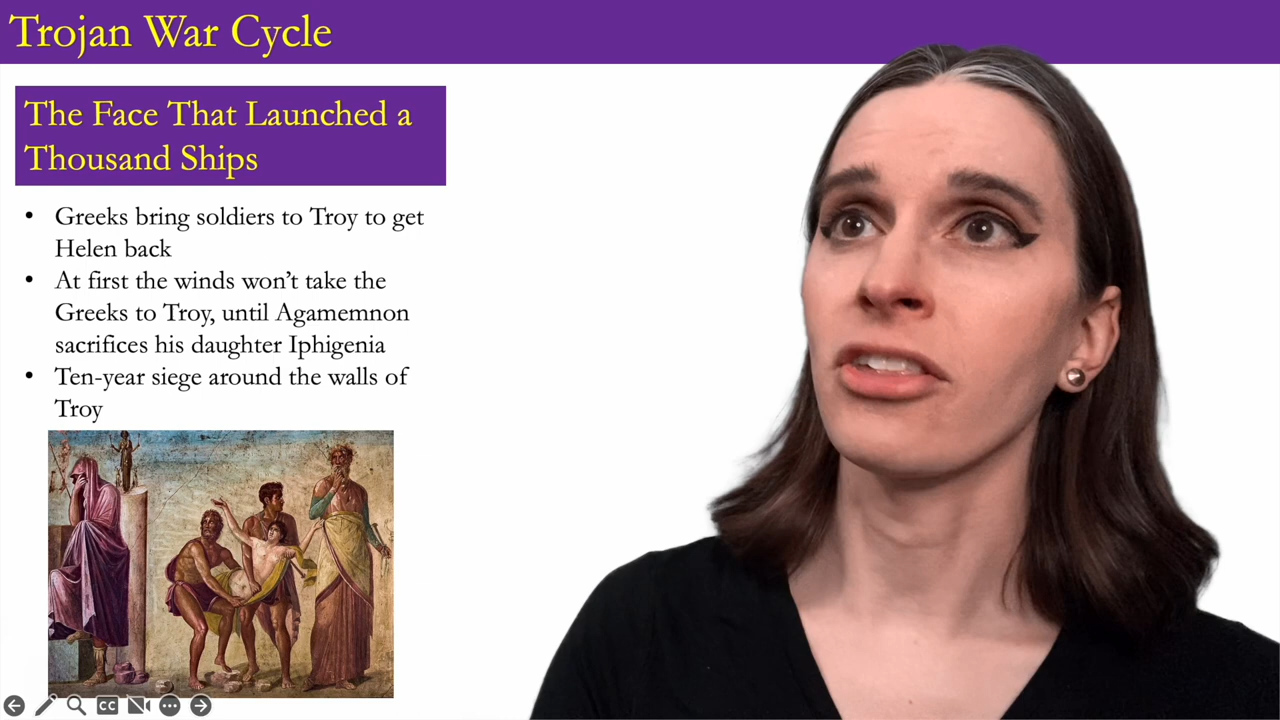 Trojan War Cycle
The Face That Launched a
Thousand Ships
• Greeks bring soldiers to Troy to get
Helen back
• At first the winds won’t take the
Greeks to Troy, until Agamemnon
sacrifices his daughter Iphigenia
• Ten-year siege around the walls of
Troy
CC